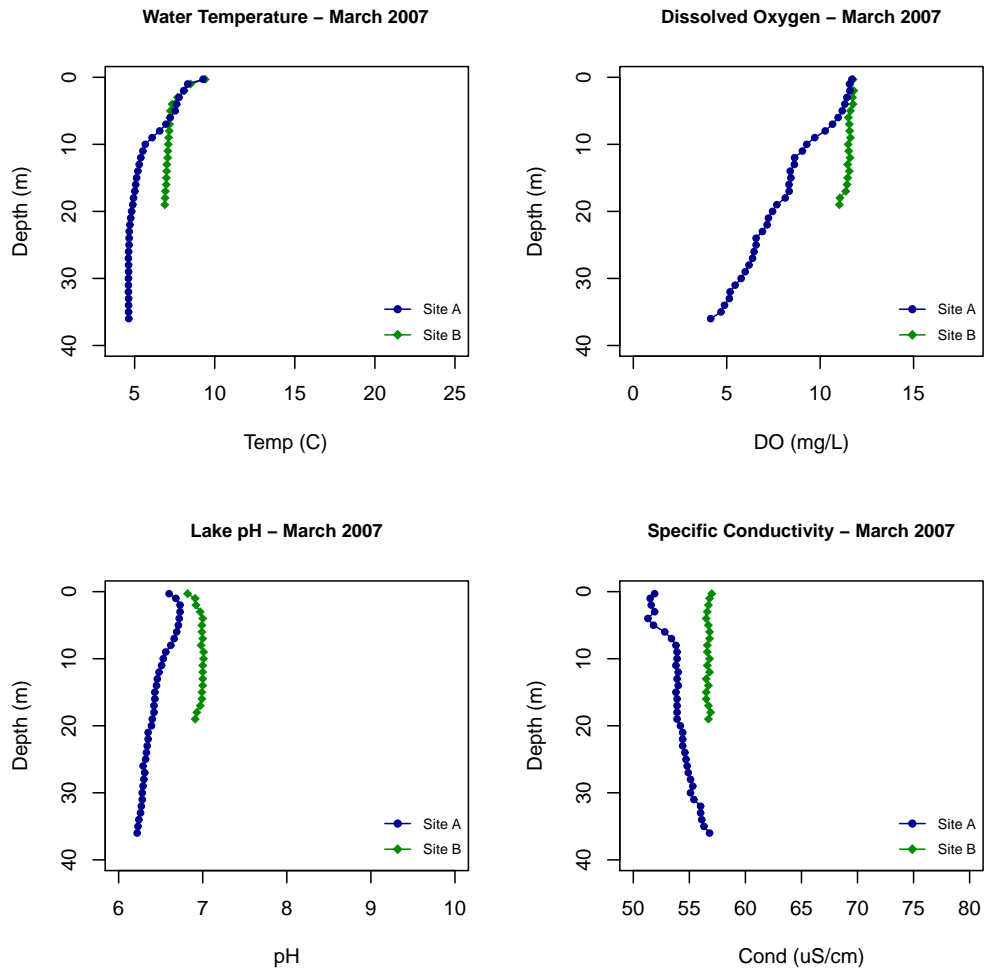 Water Temperature – March 2007
Depth (m)
0
10
20
30
40
Site A
Site B
5 10 15 20 25
Temp (C)
Dissolved Oxygen – March 2007
Depth (m)
0
10
20
30
40
Site A
Site B
0 5 10 15
DO (mg/L)
Lake pH – March 2007
Depth (m)
0
10
20
30
40
Site A
Site B
6 7 8 9 10
pH
Specific Conductivity – March 2007
Depth (m)
0
10
20
30
40
Site A
Site B
50 55 60 65 70 75 80
Cond (uS/cm)